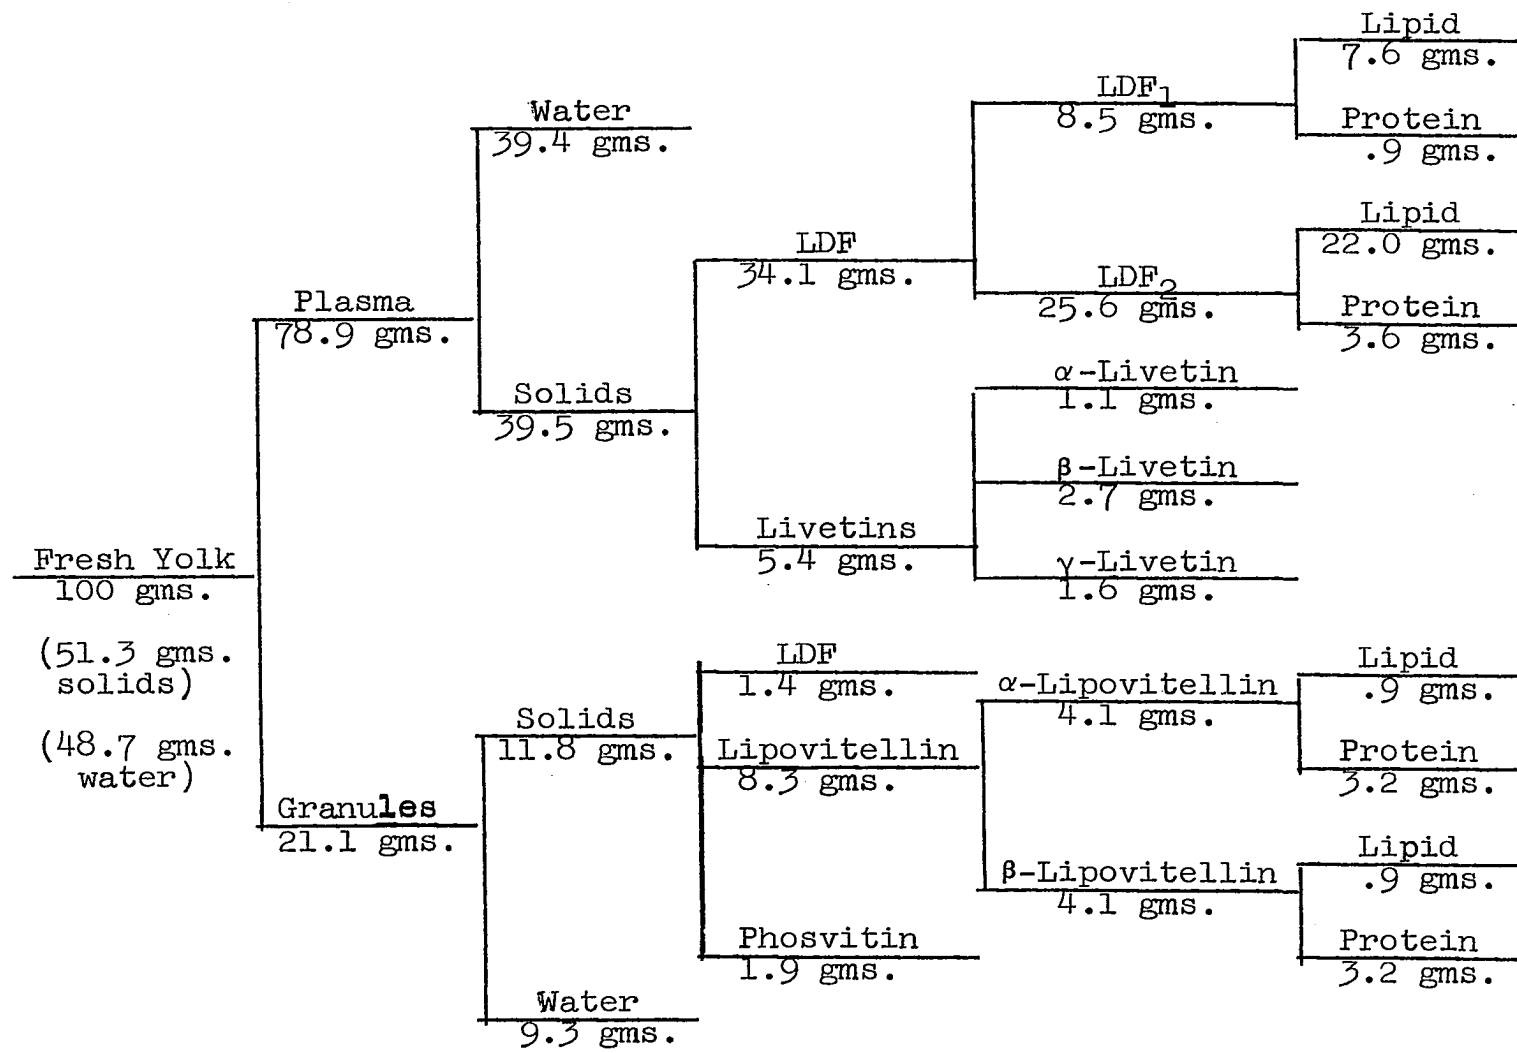 Fresh Yolk
100 gms.
(51.3 gms.
solids)
(48.7 gms.
water)
Plasma
78.9 gms.
Granules
21.1 gms.
Water
39.4 gms.
Solids
39.5 gms.
Solids
11.8 gms.
Water
9.3 gms.
LDF
34.1 gms.
Livetins
5.4 gms.
LDF
1.4 gms.
Lipovitellin
8.3 gms.
Phosvitin
1.9 gms.
LDF1
8.5 gms.
LDF2
25.6 gms.
α-Livetin
1.1 gms.
β-Livetin
2.7 gms.
γ-Livetin
1.6 gms.
α-Lipovitellin
4.1 gms.
β-Lipovitellin
4.1 gms.
Lipid
7.6 gms.
Protein
.9 gms.
Lipid
22.0 gms.
Protein
3.6 gms.
Lipid
.9 gms.
Protein
3.2 gms.
Lipid
.9 gms.
Protein
3.2 gms.